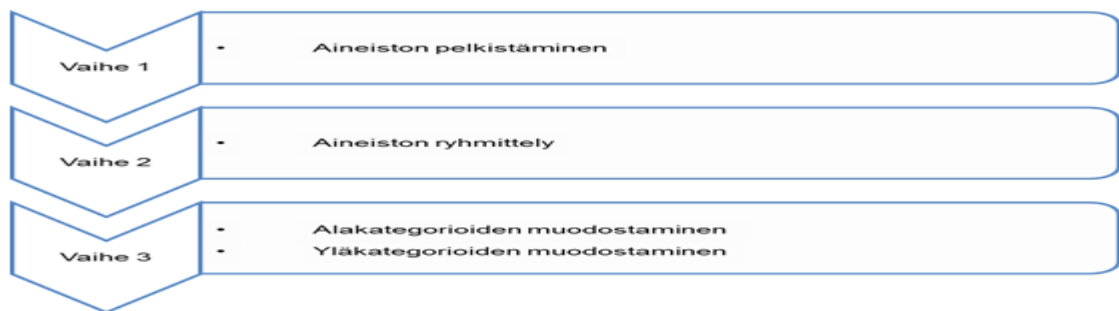 Vaihe 1
• Aineiston pelkistäminen
Vaihe 2
• Aineiston ryhmittely
Vaihe 3
• Alakategorioiden muodostaminen
• Yläkategorioiden muodostaminen